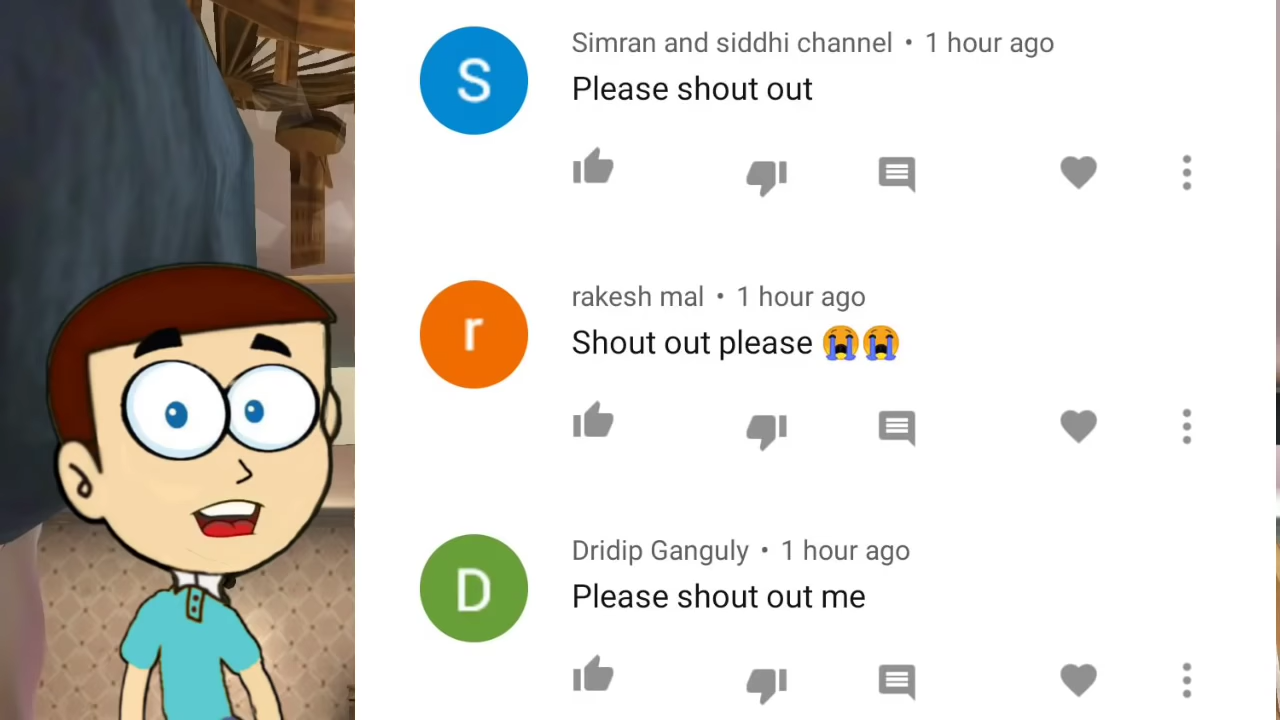 S
Simran and siddhi channel • 1 hour ago
Please shout out
r
rakesh mal • 1 hour ago
Shout out please 😭😭
D
Dridip Ganguly • 1 hour ago
Please shout out me